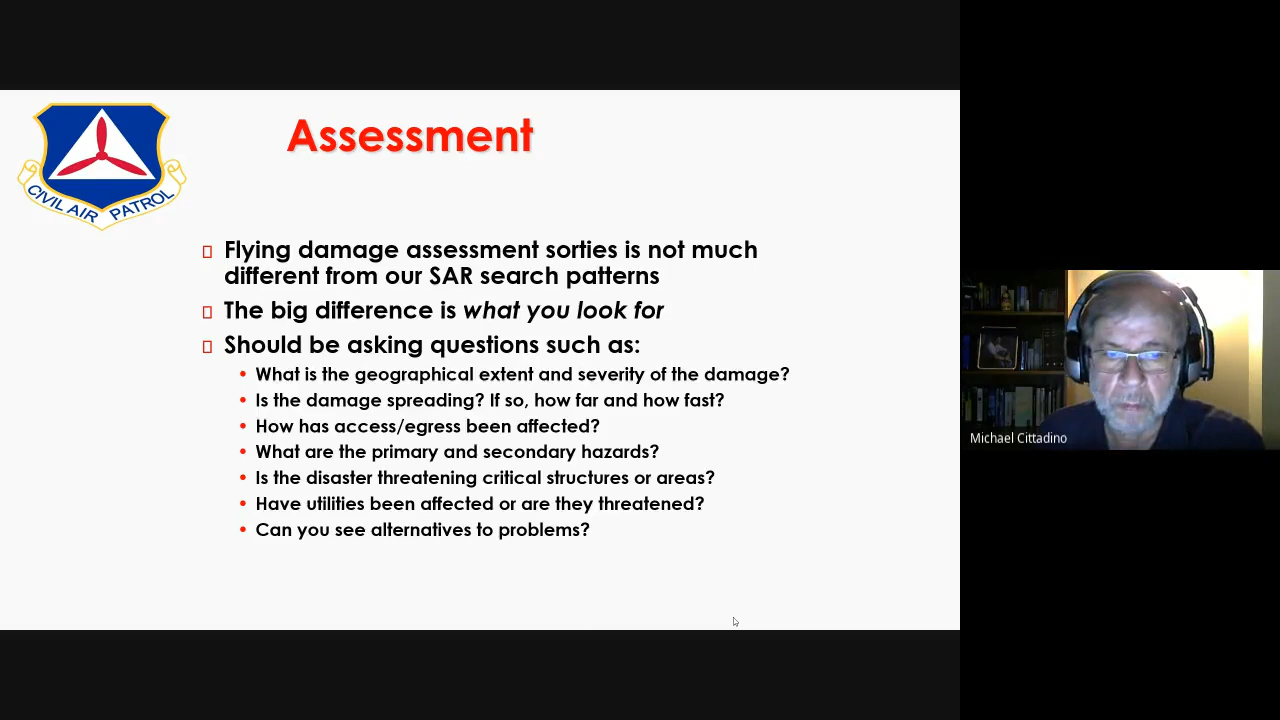 CIVIL AIR PATROL
Assessment
Flying damage assessment sorties is not much
different from our SAR search patterns
The big difference is what you look for
Should be asking questions such as:
• What is the geographical extent and severity of the damage?
• Is the damage spreading? If so, how far and how fast?
• How has access/egress been affected?
• What are the primary and secondary hazards?
• Is the disaster threatening critical structures or areas?
• Have utilities been affected or are they threatened?
• Can you see alternatives to problems?
Michael Cittadino